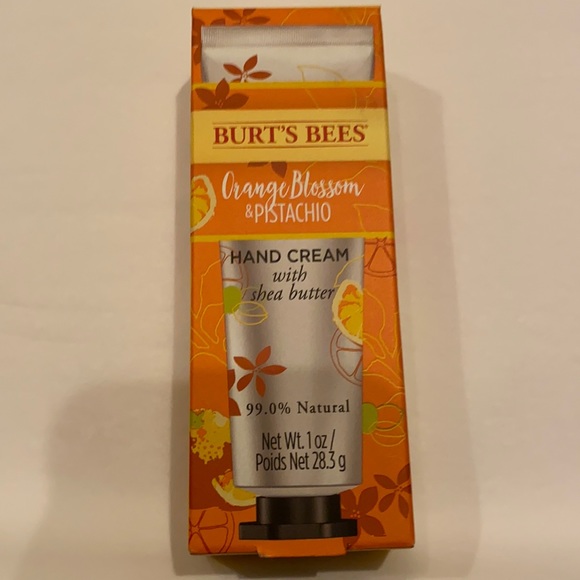 BURT'S BEES®
Orange Blossom
& PISTACHIO
HAND CREAM
with
shea butter
99.0% Natural
Net Wt. 1 oz /
Poids Net 28.3 g